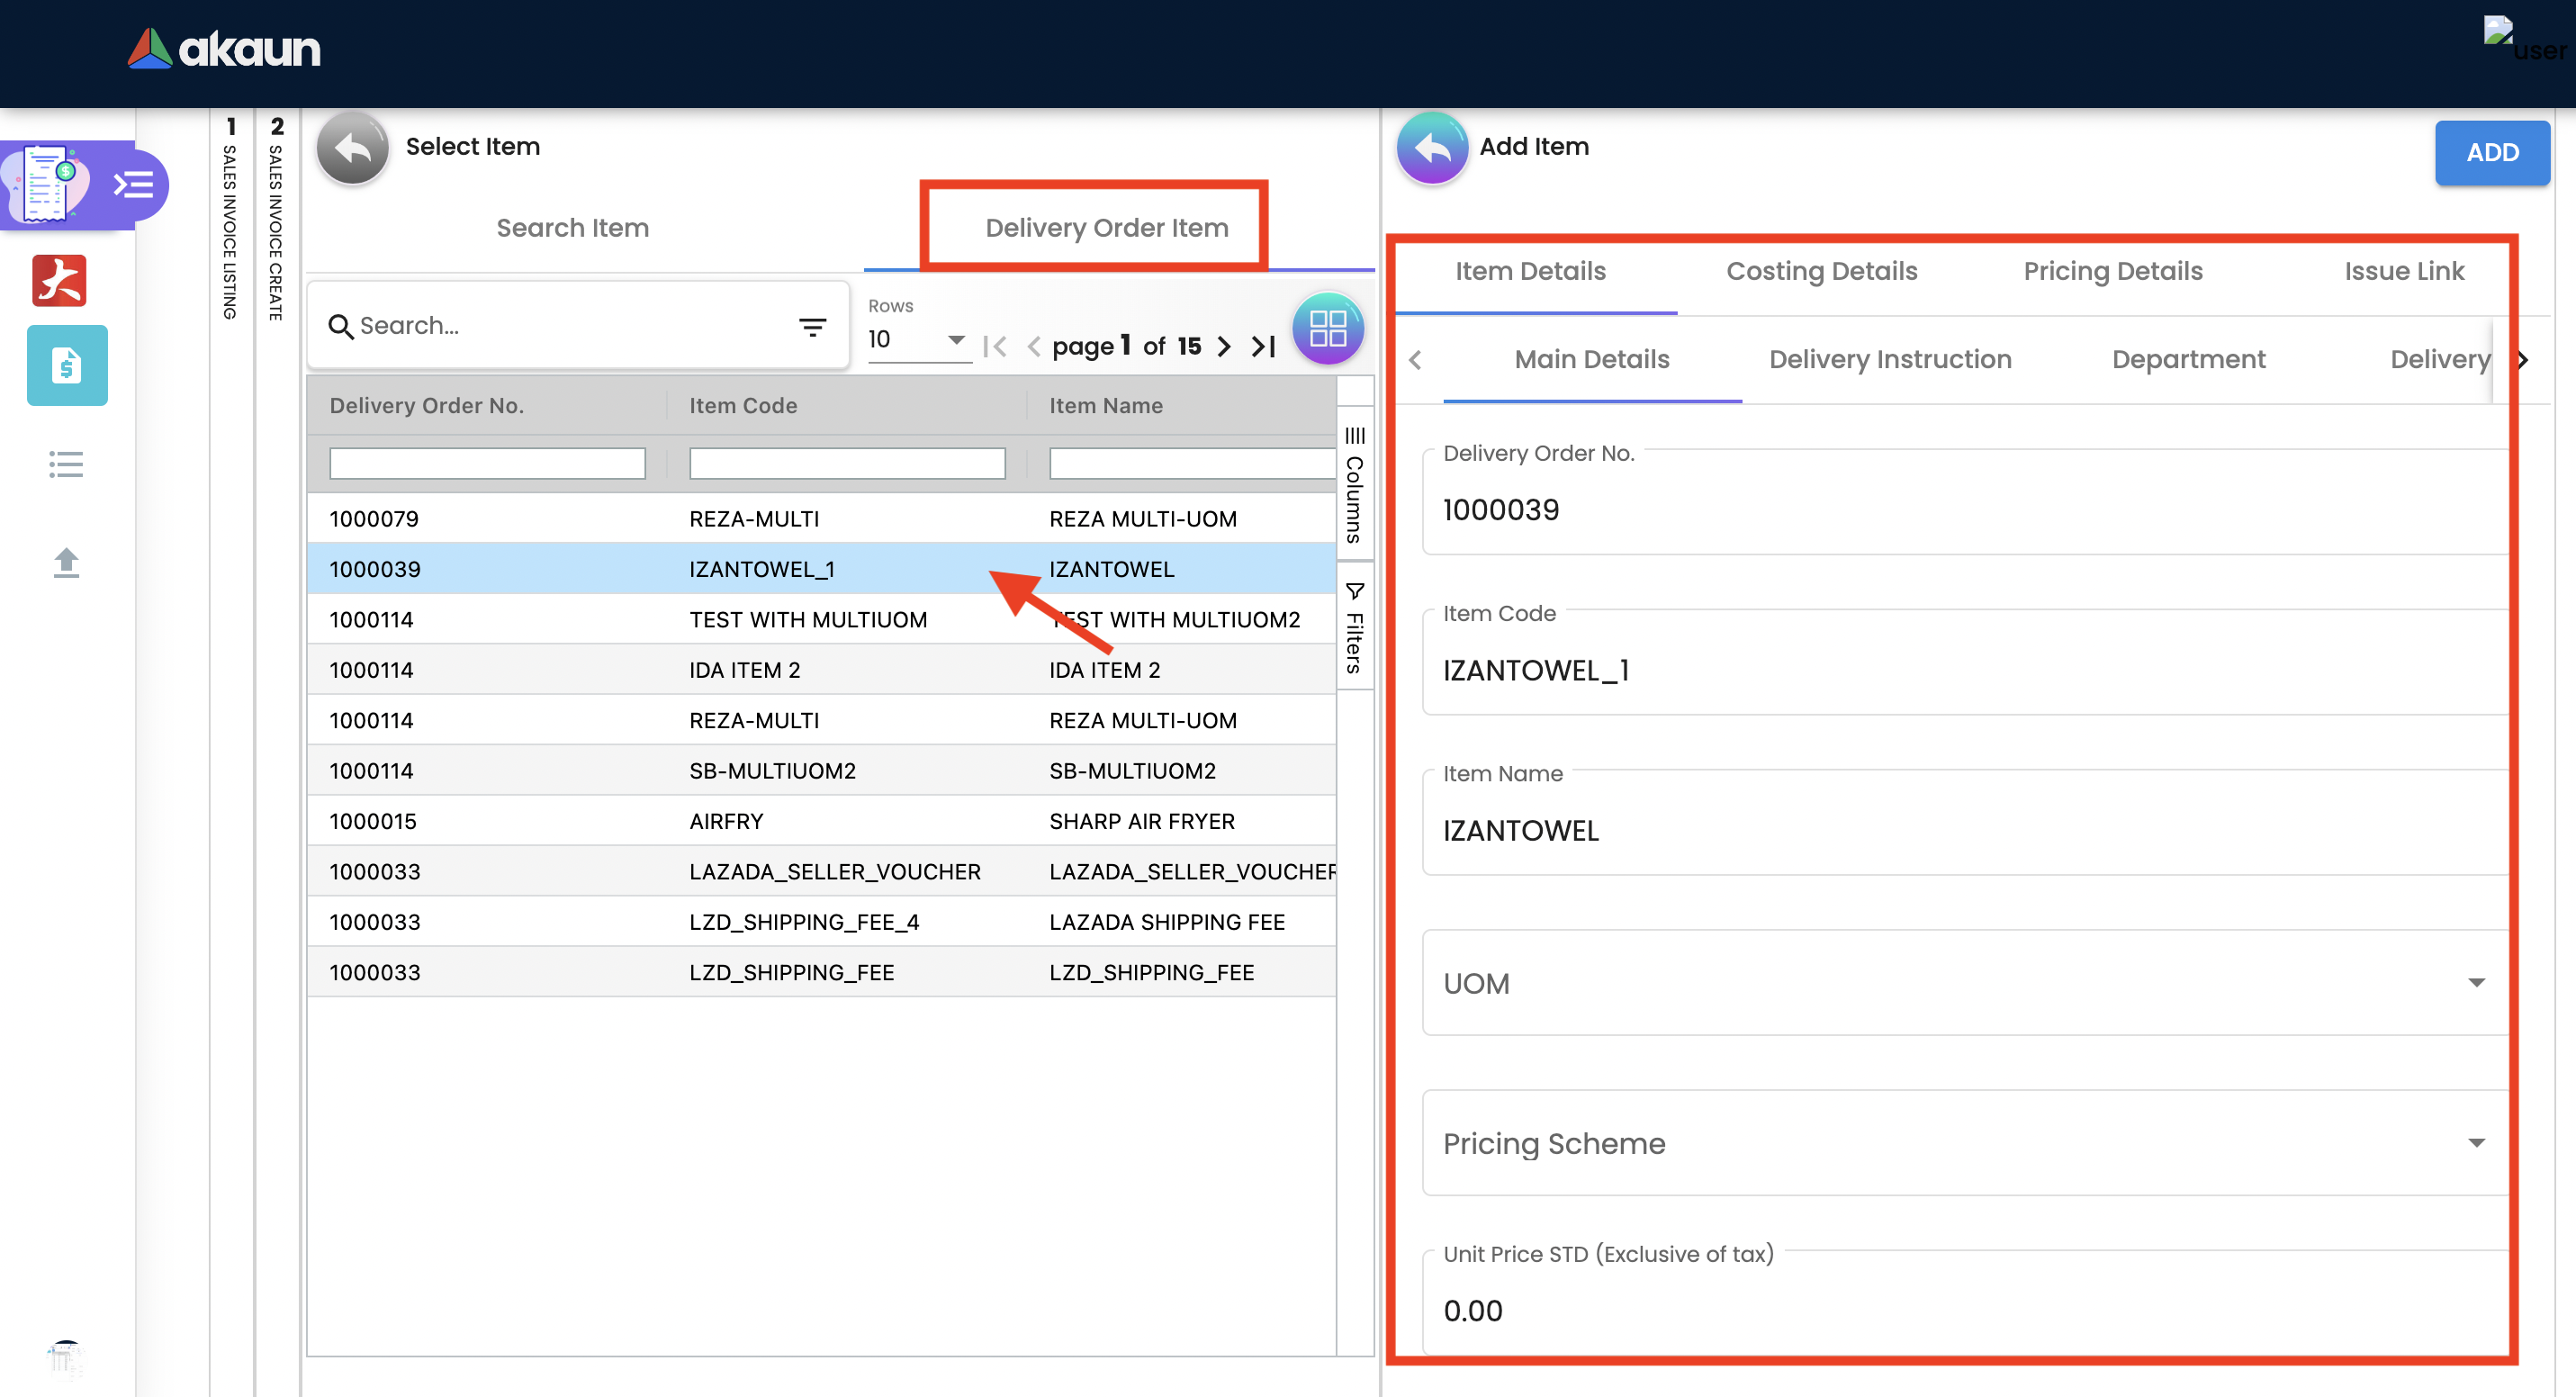 akaun
user
1 SALES INVOICE LISTING
2 SALES INVOICE CREATE
Select Item
Search Item
Delivery Order Item
Search...
Rows
10
page 1 of 15
Delivery Order No. Item Code Item Name
1000079 REZA-MULTI REZA MULTI-UOM
1000039 IZANTOWEL_1 IZANTOWEL
1000114 TEST WITH MULTIUOM TEST WITH MULTIUOM2
1000114 IDA ITEM 2 IDA ITEM 2
1000114 REZA-MULTI REZA MULTI-UOM
1000114 SB-MULTIUOM2 SB-MULTIUOM2
1000015 AIRFRY SHARP AIR FRYER
1000033 LAZADA_SELLER_VOUCHER LAZADA_SELLER_VOUCHER
1000033 LZD_SHIPPING_FEE_4 LAZADA SHIPPING FEE
1000033 LZD_SHIPPING_FEE LZD_SHIPPING_FEE
Columns
Filters
Add Item
ADD
Item Details Costing Details Pricing Details Issue Link
Main Details Delivery Instruction Department Delivery
Delivery Order No.
1000039
Item Code
IZANTOWEL_1
Item Name
IZANTOWEL
UOM
Pricing Scheme
Unit Price STD (Exclusive of tax)
0.00